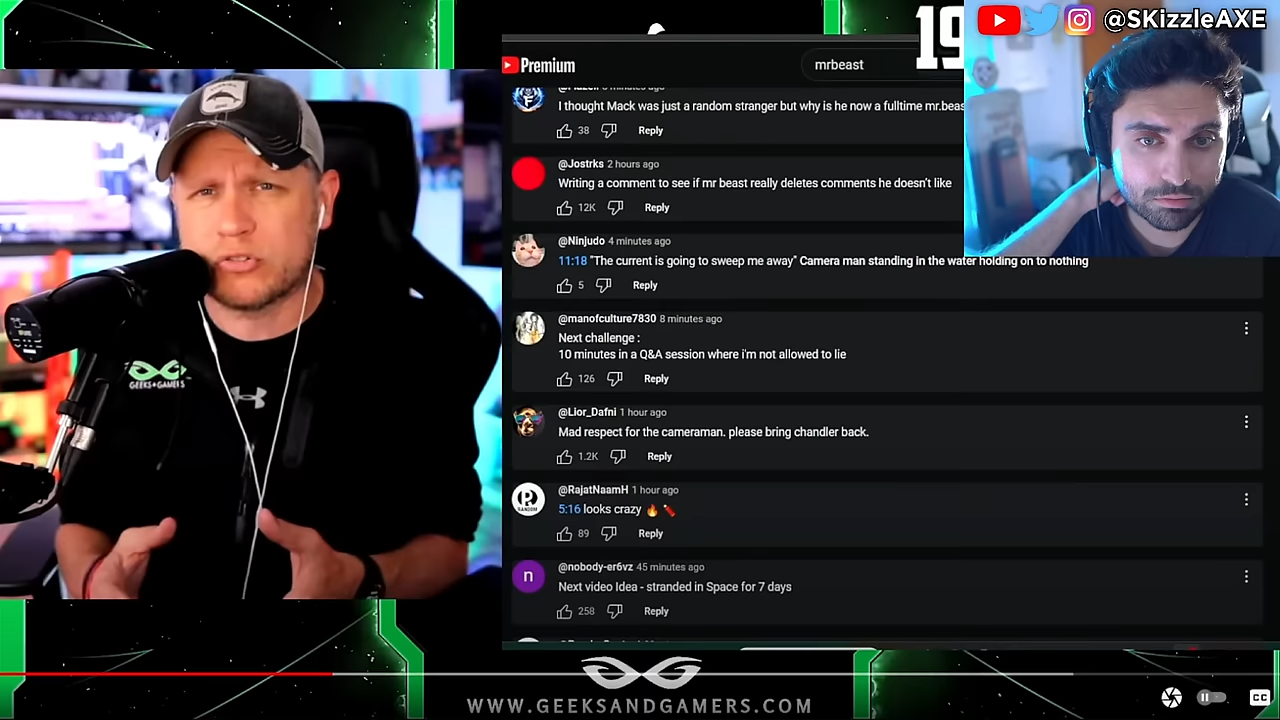 19
@SKizzleAXE
Premium
mrbeast
I thought Mack was just a random stranger but why is he now a fulltime mr.beas
38
Reply
@Jostrks 2 hours ago
Writing a comment to see if mr beast really deletes comments he doesn't like
12K
Reply
@Ninjudo 4 minutes ago
11:18 "The current is going to sweep me away" Camera man standing in the water holding on to nothing
5
Reply
@manofculture7830 8 minutes ago
Next challenge :
10 minutes in a Q&A session where i'm not allowed to lie
126
Reply
@Lior_Dafni 1 hour ago
Mad respect for the cameraman. please bring chandler back.
1.2K
Reply
@RajatNaamH 1 hour ago
5:16 looks crazy 🔥 🧨
89
Reply
n
@nobody-er6vz 45 minutes ago
Next video Idea - stranded in Space for 7 days
258
Reply
GEEKS+GAMERS
WWW.GEEKSANDGAMERS.COM
CC